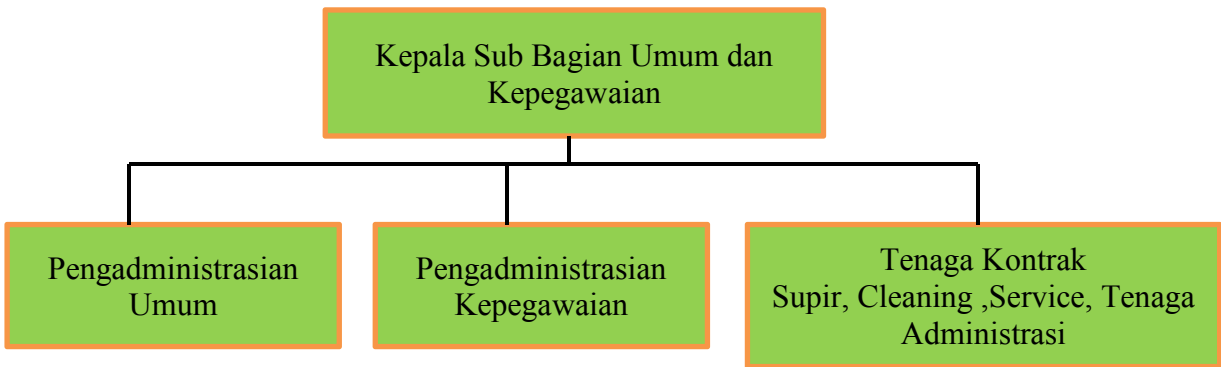 Kepala Sub Bagian Umum dan
Kepegawaian
Pengadministrasian
Umum
Pengadministrasian
Kepegawaian
Tenaga Kontrak
Supir, Cleaning ,Service, Tenaga
Administrasi